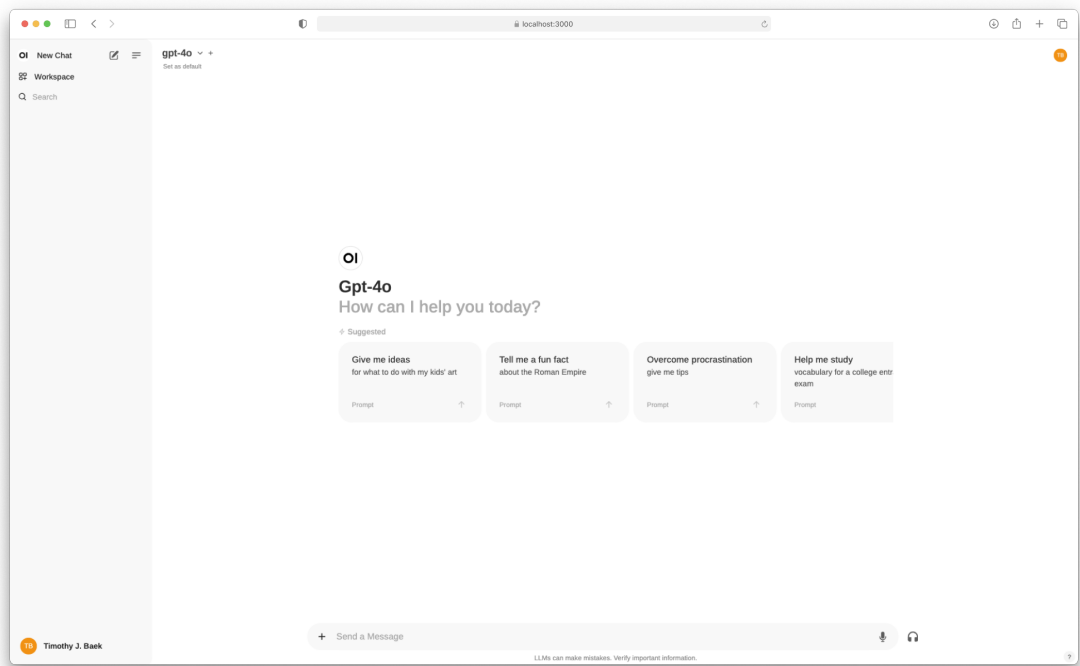 localhost:3000
OI New Chat
Workspace
Search
gpt-4o
Set as default
TB
OI
Gpt-4o
How can I help you today?
Suggested
Give me ideas
for what to do with my kids' art
Prompt
Tell me a fun fact
about the Roman Empire
Prompt
Overcome procrastination
give me tips
Prompt
Help me study
vocabulary for a college entr
exam
Prompt
TB Timothy J. Baek
+ Send a Message
LLMs can make mistakes. Verify important information.
?